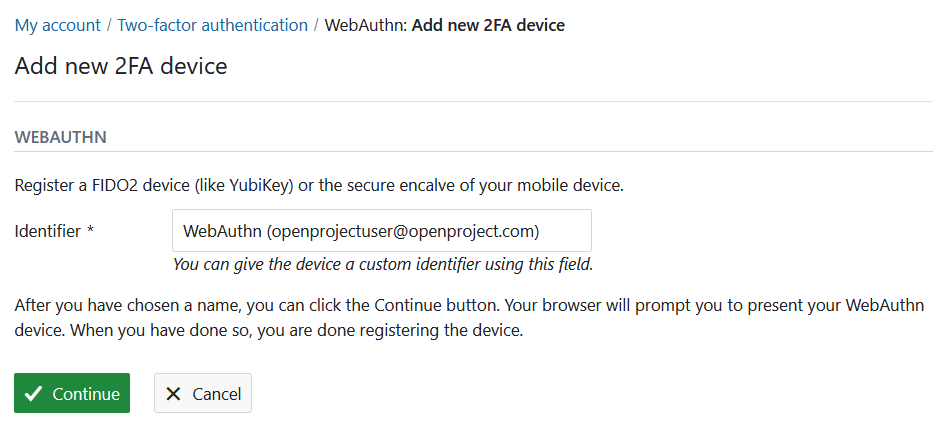 My account / Two-factor authentication / WebAuthn: Add new 2FA device
Add new 2FA device
WEBAUTHN
Register a FIDO2 device (like YubiKey) or the secure encalve of your mobile device.
Identifier * WebAuthn (openprojectuser@openproject.com)
You can give the device a custom identifier using this field.
After you have chosen a name, you can click the Continue button. Your browser will prompt you to present your WebAuthn
device. When you have done so, you are done registering the device.
Continue Cancel